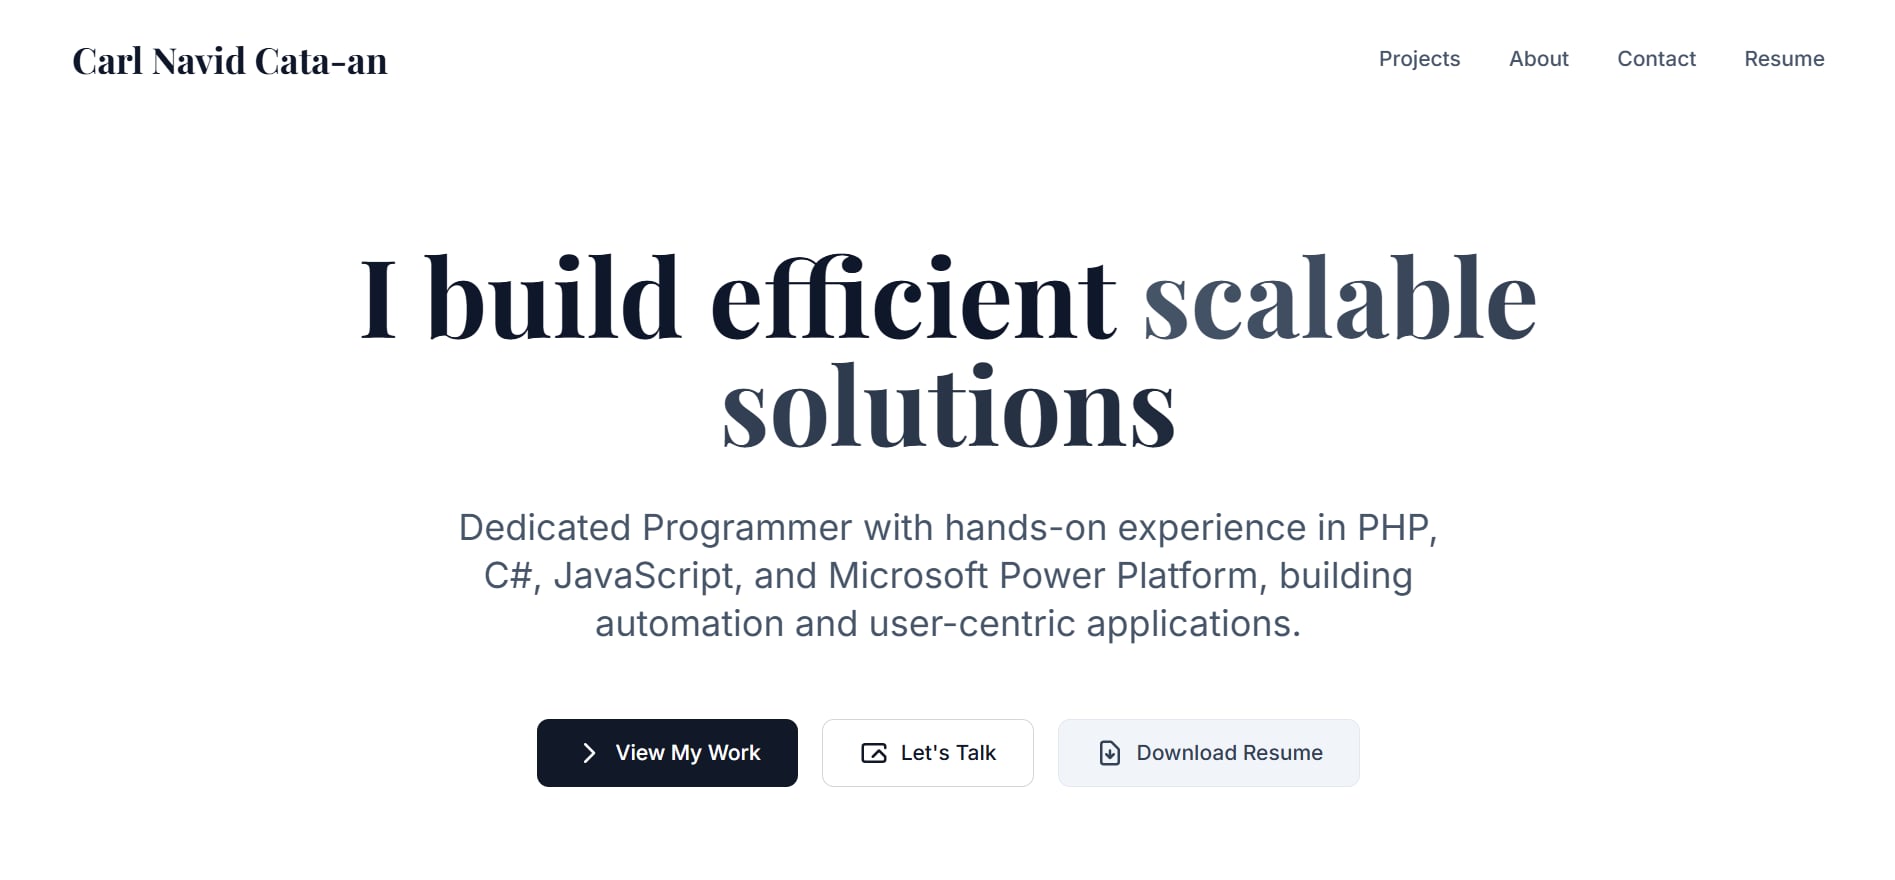 Carl Navid Cata-an
Projects
About
Contact
Resume
I build efficient scalable
solutions
Dedicated Programmer with hands-on experience in PHP,
C#, JavaScript, and Microsoft Power Platform, building
automation and user-centric applications.
View My Work
Let's Talk
Download Resume